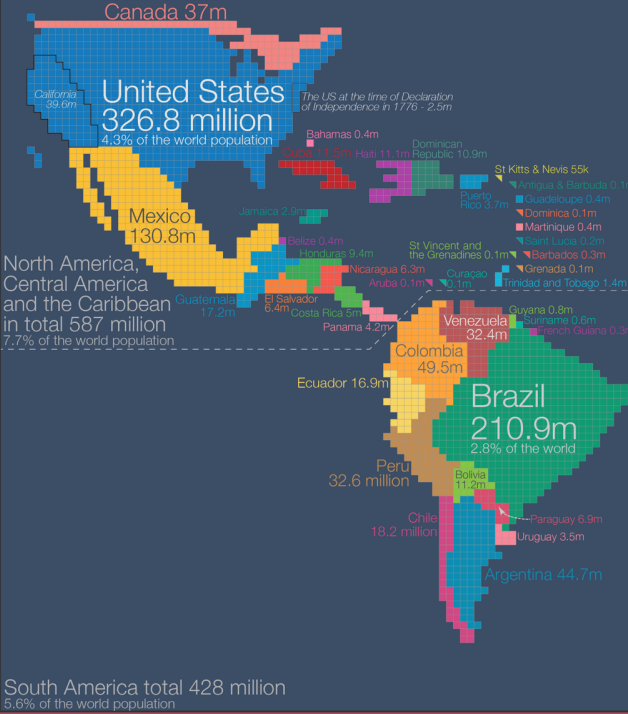 Canada 37m
California
39.6m
United States
326.8 million
4.3% of the world population
The US at the time of Declaration
of Independence in 1776 - 2.5m
Bahamas 0.4m
Cuba 11.5m
Haiti 11.1m
Dominican
Republic 10.9m
Puerto
Rico 3.7m
St Kitts & Nevis 55k
Antigua & Barbuda 0.1m
Guadeloupe 0.4m
Dominica 0.1m
Martinique 0.4m
Saint Lucia 0.2m
Barbados 0.3m
Grenada 0.1m
Trinidad and Tobago 1.4m
St Vincent and
the Grenadines 0.1m
Curaçao
0.1m
Aruba 0.1m
Jamaica 2.9m
Mexico
130.8m
Belize 0.4m
Honduras 9.4m
Nicaragua 6.3m
Guatemala
17.2m
El Salvador
6.4m
Costa Rica 5m
Panama 4.2m
North America,
Central America
and the Caribbean
in total 587 million
7.7% of the world population
Guyana 0.8m
Suriname 0.6m
French Guiana 0.3m
Venezuela
32.4m
Colombia
49.5m
Ecuador 16.9m
Brazil
210.9m
2.8% of the world
Peru
32.6 million
Bolivia
11.2m
Chile
18.2 million
Paraguay 6.9m
Uruguay 3.5m
Argentina 44.7m
South America total 428 million
5.6% of the world population